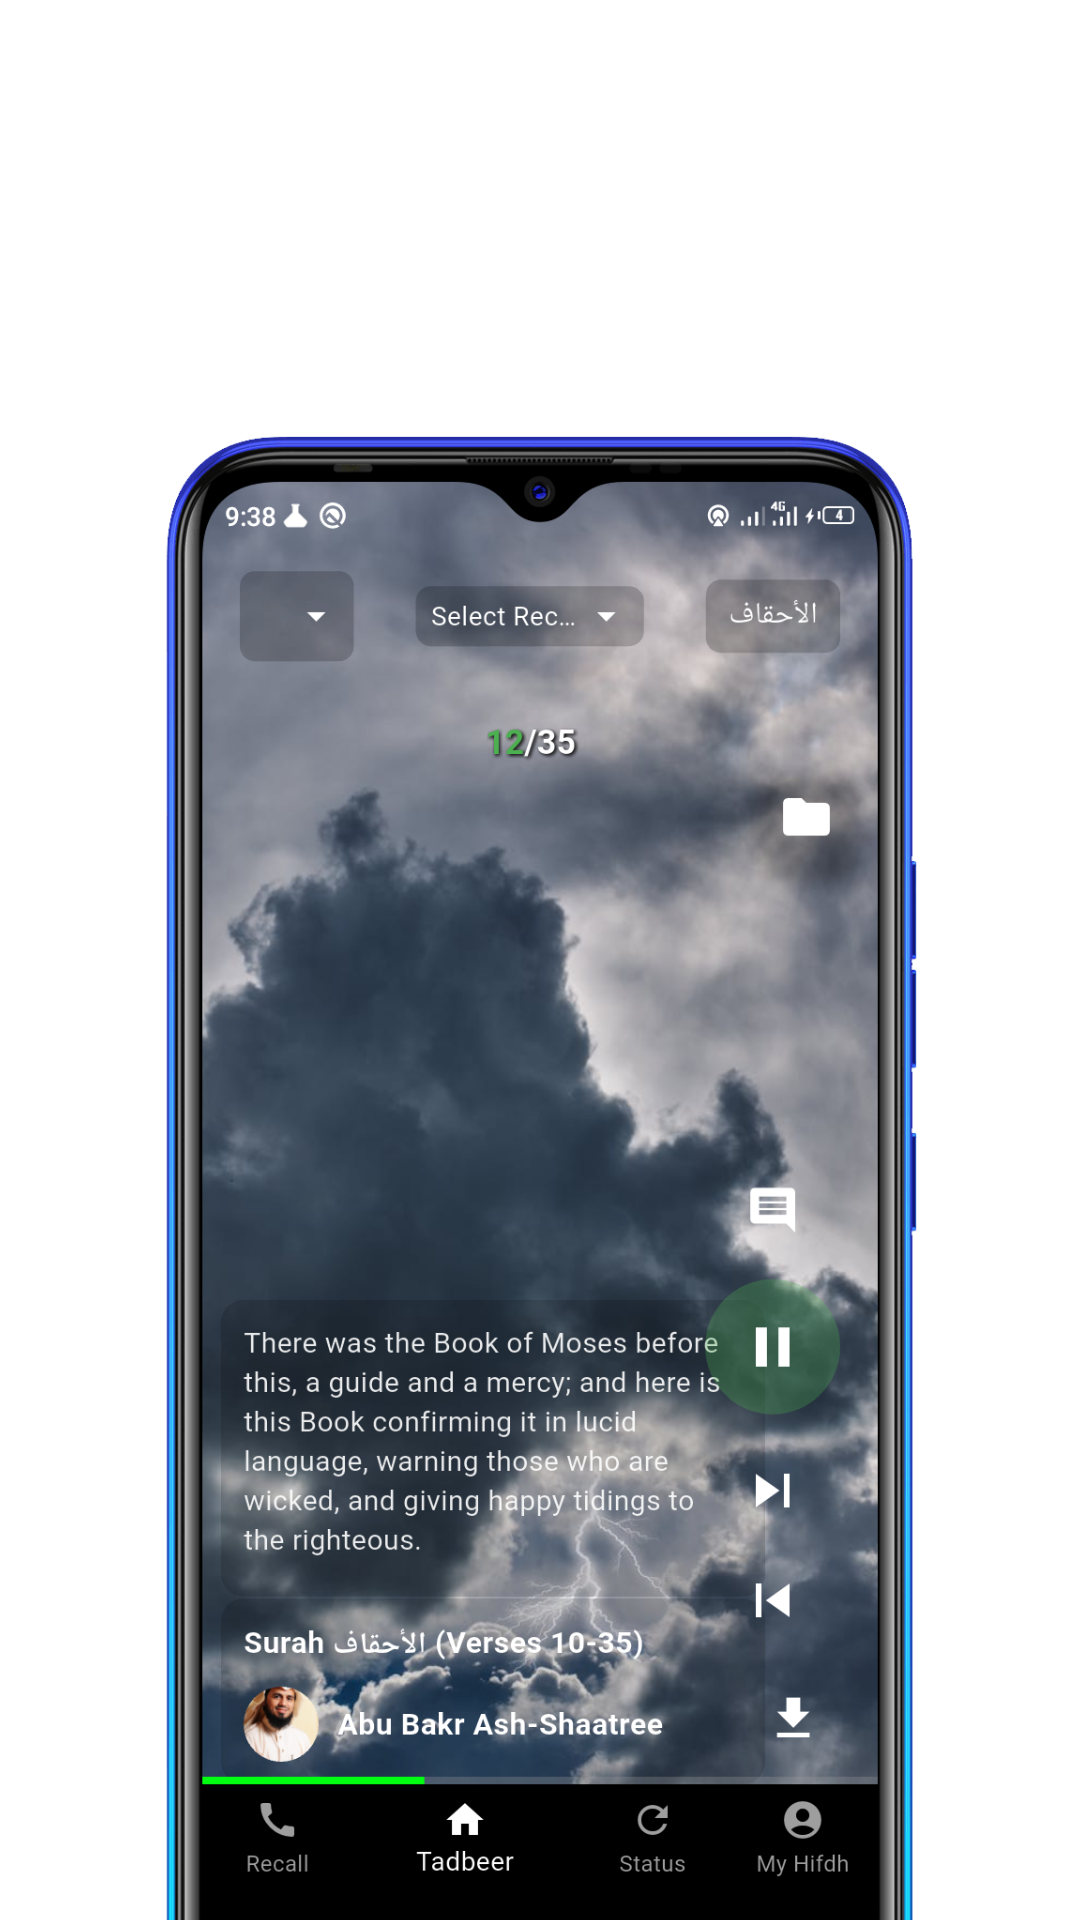 9:38
4G
4
Select Rec...
الأحقاف
12/35
There was the Book of Moses before
this, a guide and a mercy; and here is
this Book confirming it in lucid
language, warning those who are
wicked, and giving happy tidings to
the righteous.
Surah الأحقاف (Verses 10-35)
Abu Bakr Ash-Shaatree
Recall
Tadbeer
Status
My Hifdh